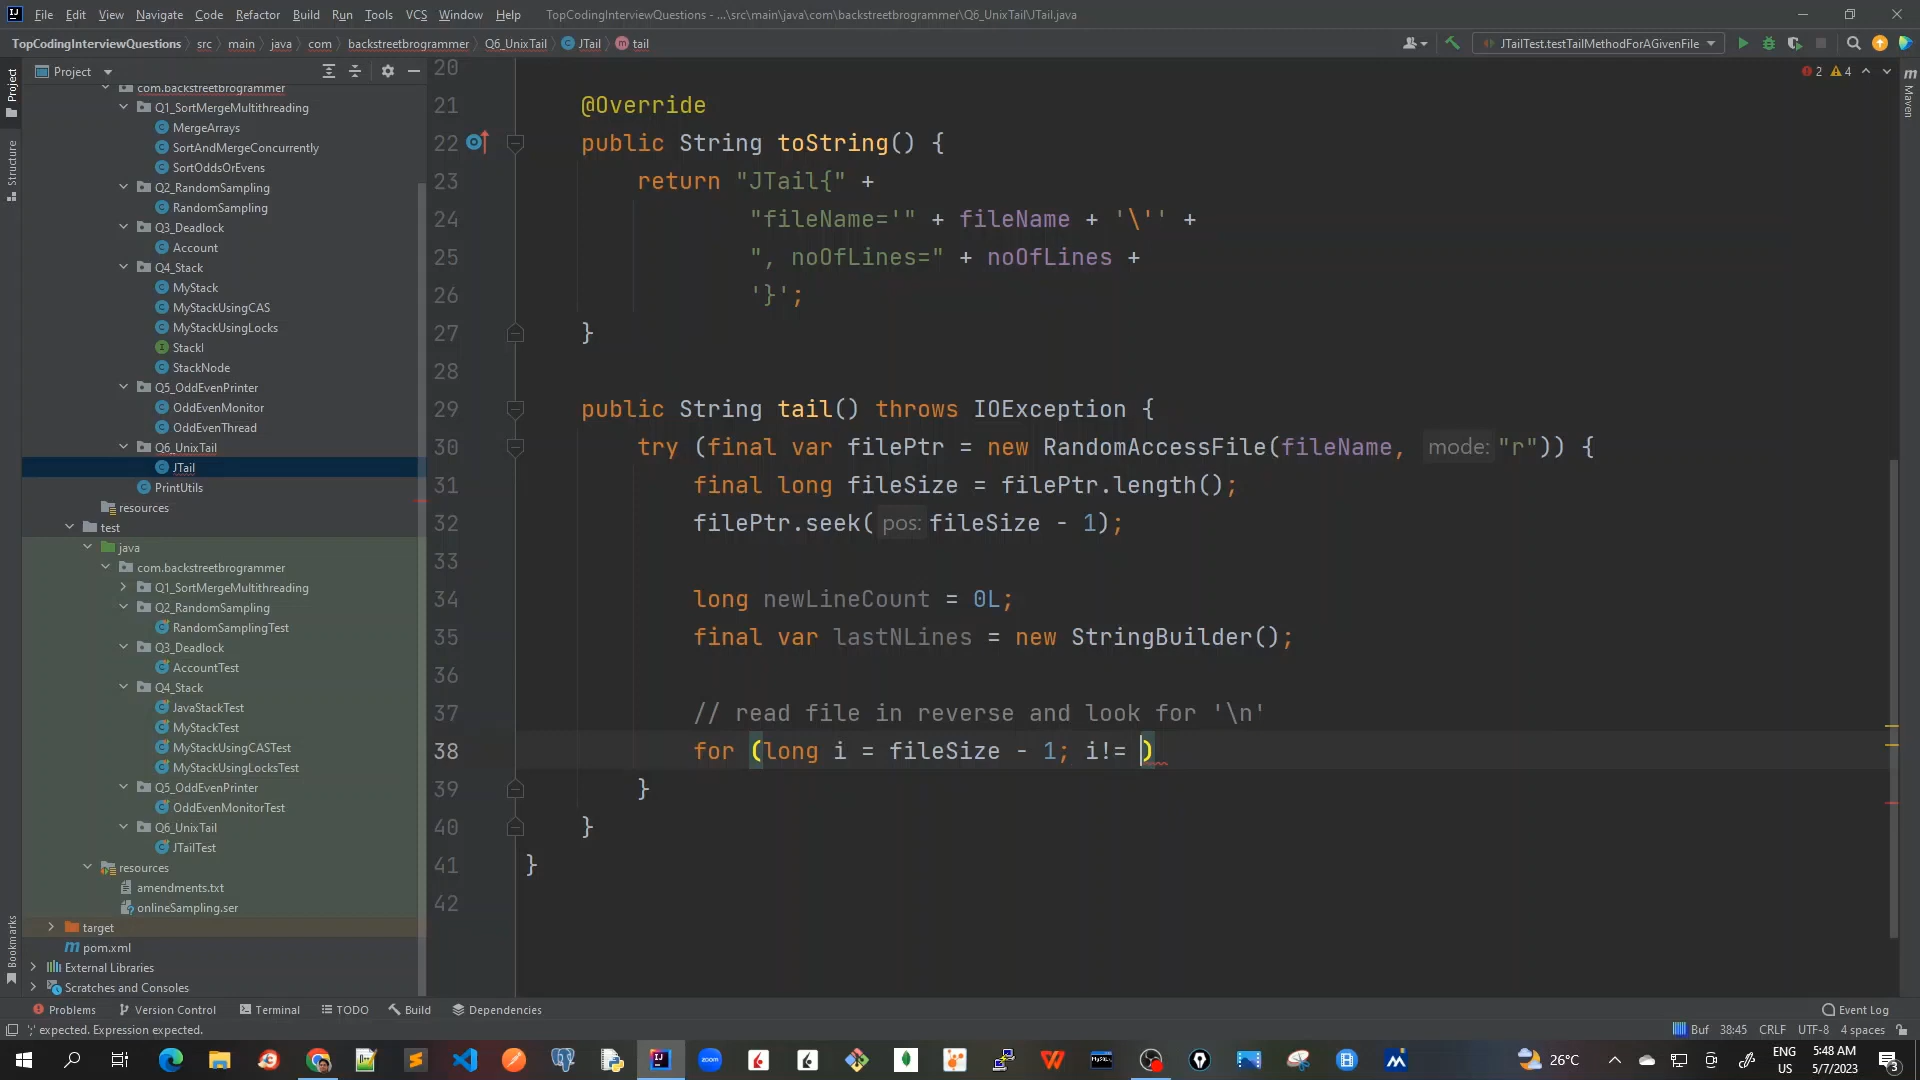 File Edit View Navigate Code Refactor Build Run Tools VCS Window Help TopCodingInterviewQuestions - ...\src\main\java\com\backstreetbrogrammer\Q6_UnixTail\JTail.java
TopCodingInterviewQuestions src main java com backstreetbrogrammer Q6_UnixTail JTail tail JTailTest.testTailMethodForAGivenFile
Project
Project
Structure
Bookmarks
Maven
com.backstreetbrogrammer
Q1_SortMergeMultithreading
MergeArrays
SortAndMergeConcurrently
SortOddsOrEvens
Q2_RandomSampling
RandomSampling
Q3_Deadlock
Account
Q4_Stack
MyStack
MyStackUsingCAS
MyStackUsingLocks
StackI
StackNode
Q5_OddEvenPrinter
OddEvenMonitor
OddEvenThread
Q6_UnixTail
JTail
PrintUtils
resources
test
java
com.backstreetbrogrammer
Q1_SortMergeMultithreading
Q2_RandomSampling
RandomSamplingTest
Q3_Deadlock
AccountTest
Q4_Stack
JavaStackTest
MyStackTest
MyStackUsingCASTest
MyStackUsingLocksTest
Q5_OddEvenPrinter
OddEvenMonitorTest
Q6_UnixTail
JTailTest
resources
amendments.txt
onlineSampling.ser
target
pom.xml
External Libraries
Scratches and Consoles
2 4
20
21 @Override
22 public String toString() {
23 return "JTail{" +
24 "fileName='" + fileName + '\'' +
25 ", noOfLines=" + noOfLines +
26 '}';
27 }
28
29 public String tail() throws IOException {
30 try (final var filePtr = new RandomAccessFile(fileName, mode: "r")) {
31 final long fileSize = filePtr.length();
32 filePtr.seek( pos: fileSize - 1);
33
34 long newLineCount = 0L;
35 final var lastNLines = new StringBuilder();
36
37 // read file in reverse and look for '\n'
38 for (long i = fileSize - 1; i!= )
39 }
40 }
41 }
42
Problems Version Control Terminal TODO Build Dependencies Event Log
';' expected. Expression expected. Buf 38:45 CRLF UTF-8 4 spaces
zoom 26°C ENG US 5:48 AM 5/7/2023 3